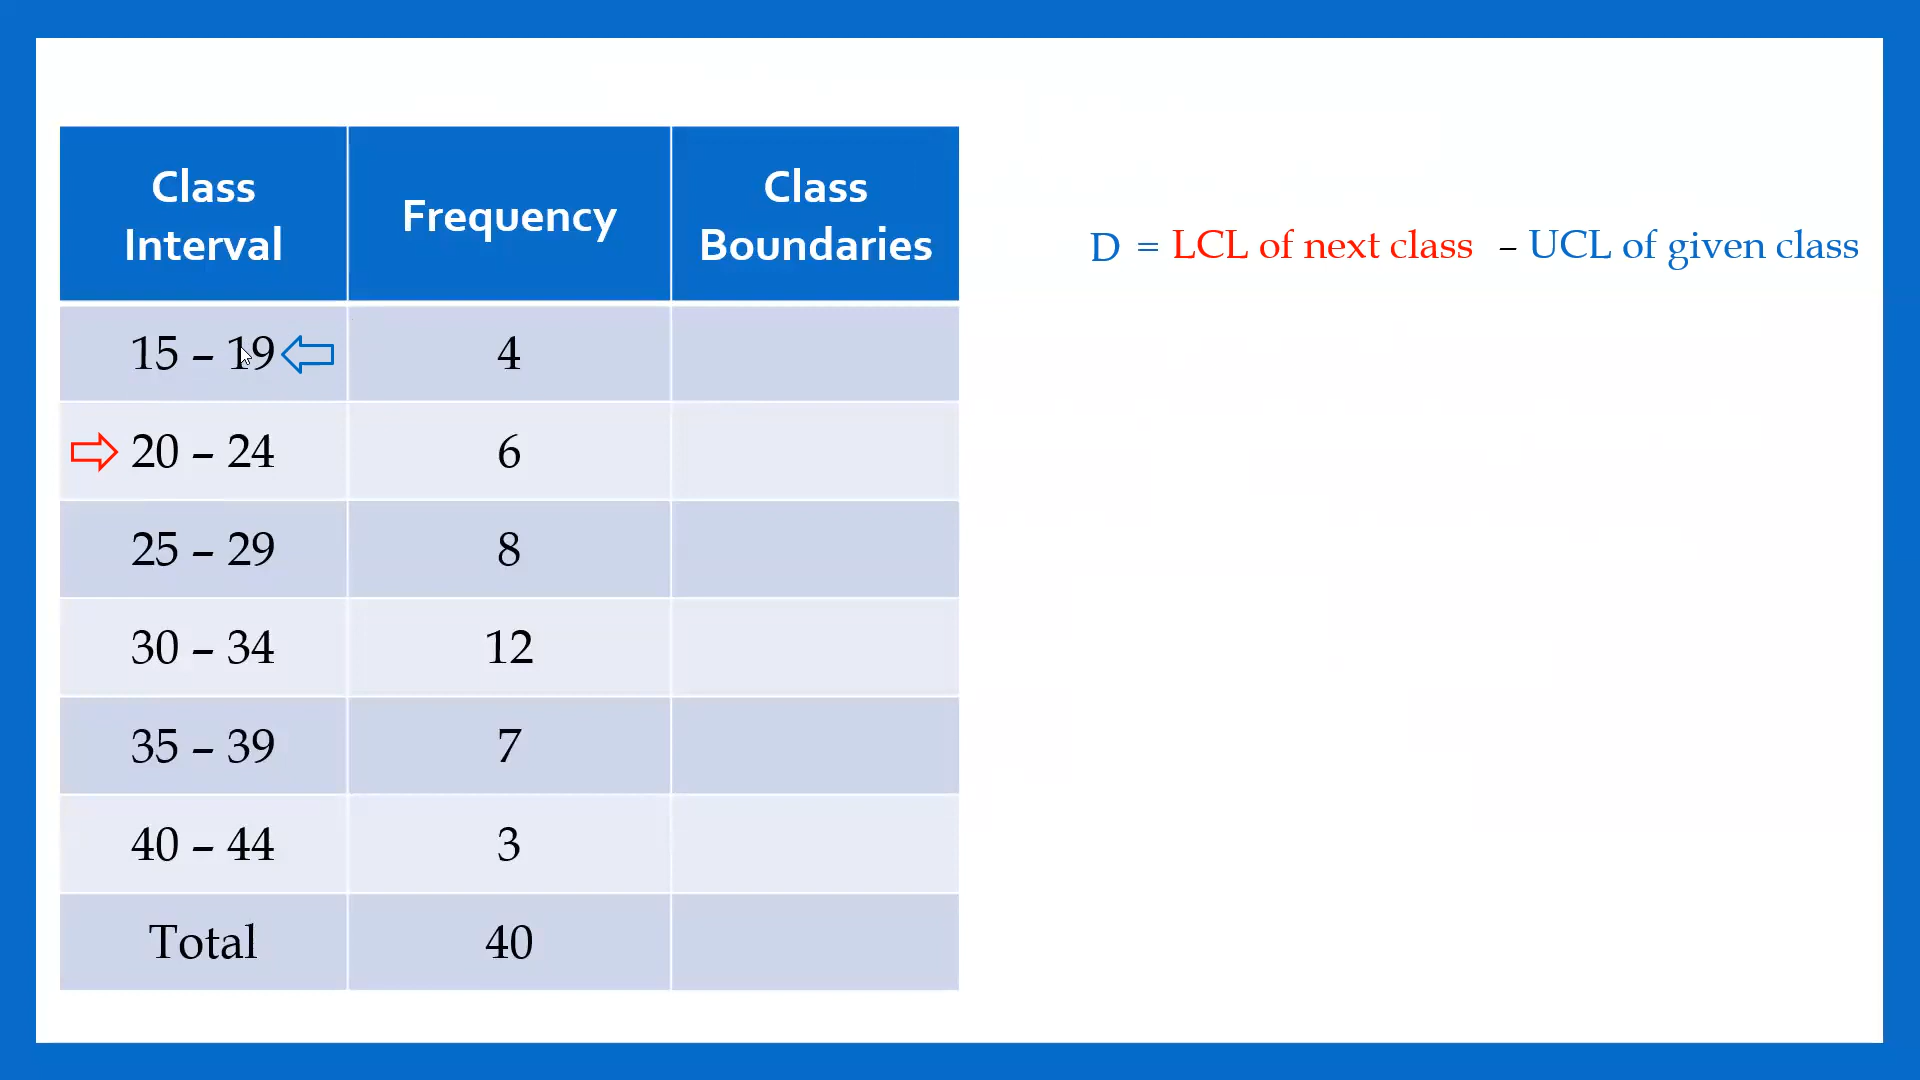 Class Interval Frequency Class Boundaries
D = LCL of next class – UCL of given class
15 – 19 4
20 – 24 6
25 – 29 8
30 – 34 12
35 – 39 7
40 – 44 3
Total 40